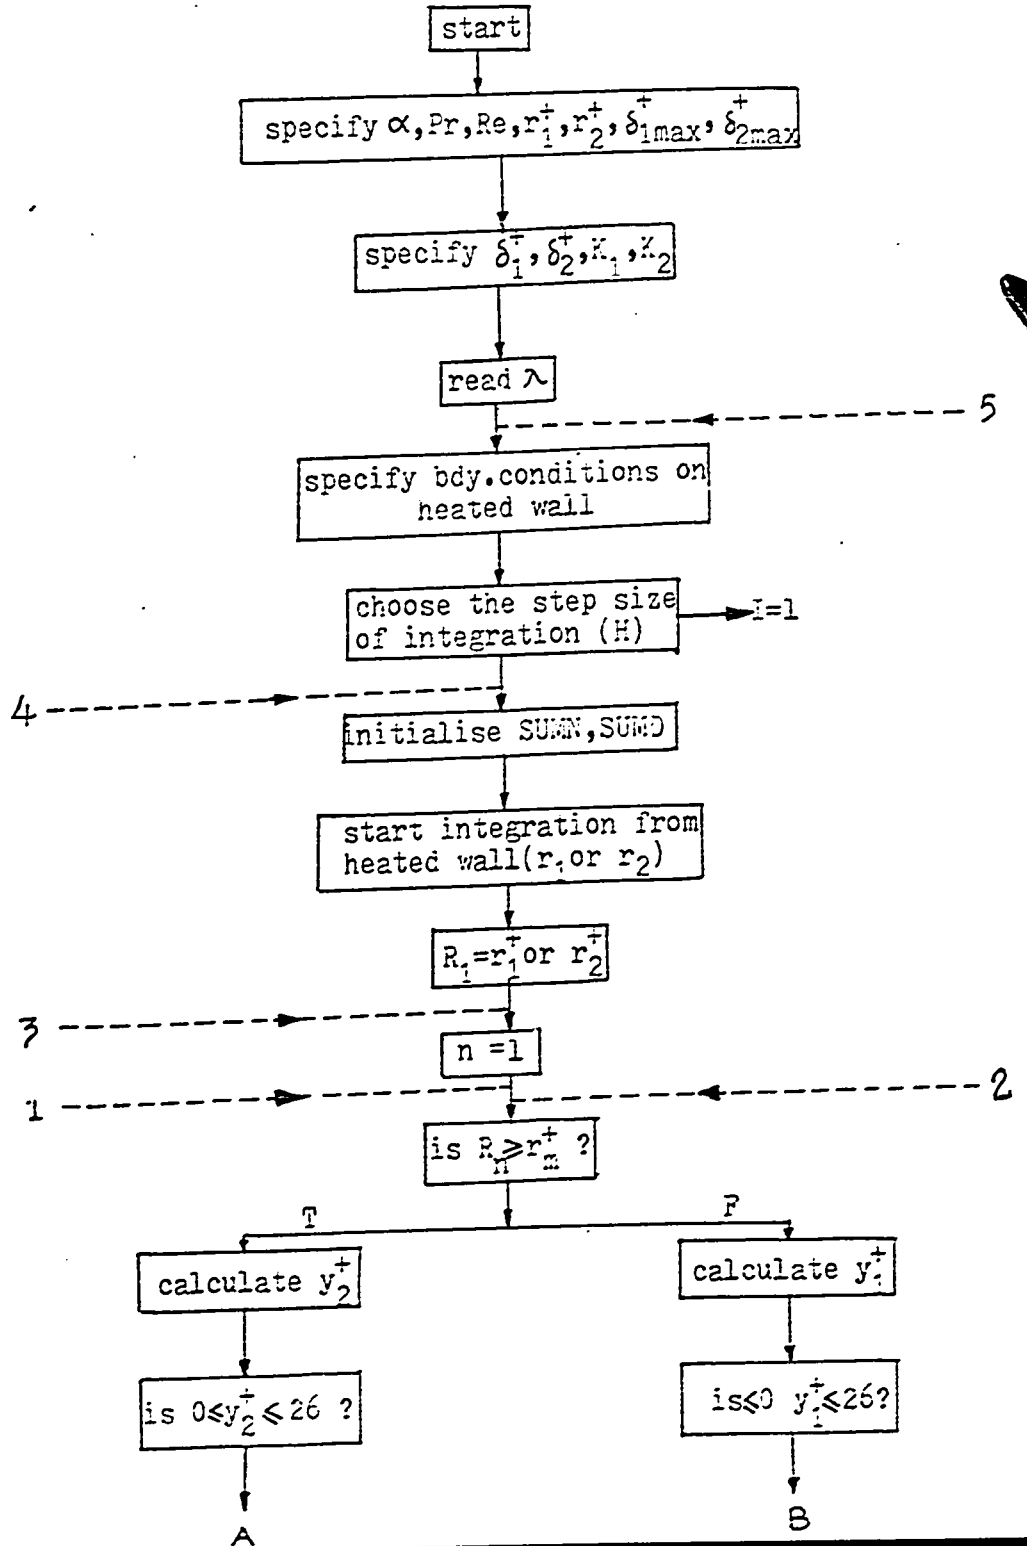 start
specify α, Pr, Re, r₁⁺, r₂⁺, δ₁max⁺, δ₂max⁺
specify δ₁⁺, δ₂⁺, K₁, K₂
read λ
5
specify bdy.conditions on
heated wall
choose the step size
of integration (H)
I=1
4
initialise SUMN, SUMD
start integration from
heated wall(r₁ or r₂)
R₁=r₁⁺ or r₂⁺
3
n =1
1
2
is Rₙ≥rₘ⁺ ?
T
F
calculate y₂⁺
calculate y₁⁺
is 0≤y₂⁺≤26 ?
is≤0 y₁⁺≤26?
A
B